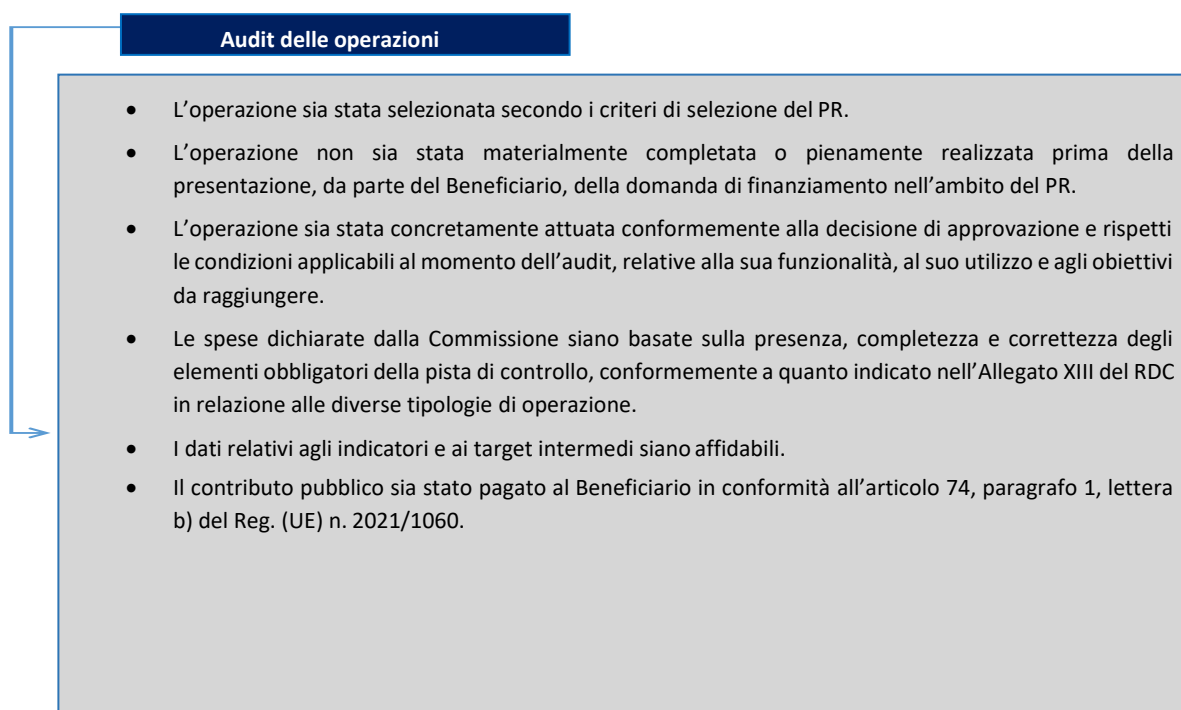 Audit delle operazioni
• L’operazione sia stata selezionata secondo i criteri di selezione del PR.
• L’operazione non sia stata materialmente completata o pienamente realizzata prima della
presentazione, da parte del Beneficiario, della domanda di finanziamento nell’ambito del PR.
• L’operazione sia stata concretamente attuata conformemente alla decisione di approvazione e rispetti
le condizioni applicabili al momento dell’audit, relative alla sua funzionalità, al suo utilizzo e agli obiettivi
da raggiungere.
• Le spese dichiarate dalla Commissione siano basate sulla presenza, completezza e correttezza degli
elementi obbligatori della pista di controllo, conformemente a quanto indicato nell’Allegato XIII del RDC
in relazione alle diverse tipologie di operazione.
• I dati relativi agli indicatori e ai target intermedi siano affidabili.
• Il contributo pubblico sia stato pagato al Beneficiario in conformità all’articolo 74, paragrafo 1, lettera
b) del Reg. (UE) n. 2021/1060.